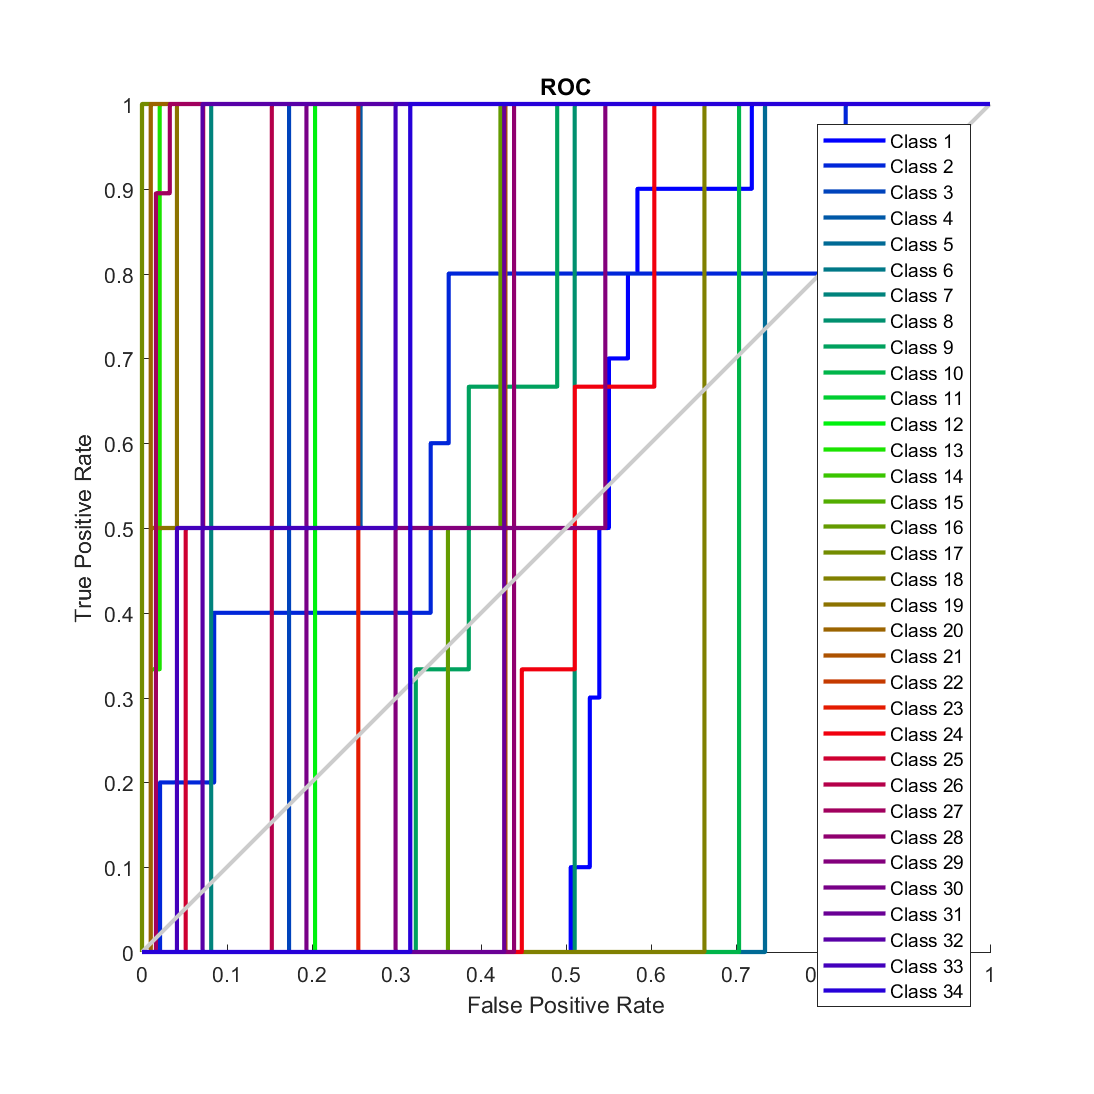 ROC
True Positive Rate
1
0.9
0.8
0.7
0.6
0.5
0.4
0.3
0.2
0.1
0
0 0.1 0.2 0.3 0.4 0.5 0.6 0.7 1
False Positive Rate
Class 1
Class 2
Class 3
Class 4
Class 5
Class 6
Class 7
Class 8
Class 9
Class 10
Class 11
Class 12
Class 13
Class 14
Class 15
Class 16
Class 17
Class 18
Class 19
Class 20
Class 21
Class 22
Class 23
Class 24
Class 25
Class 26
Class 27
Class 28
Class 29
Class 30
Class 31
Class 32
Class 33
Class 34